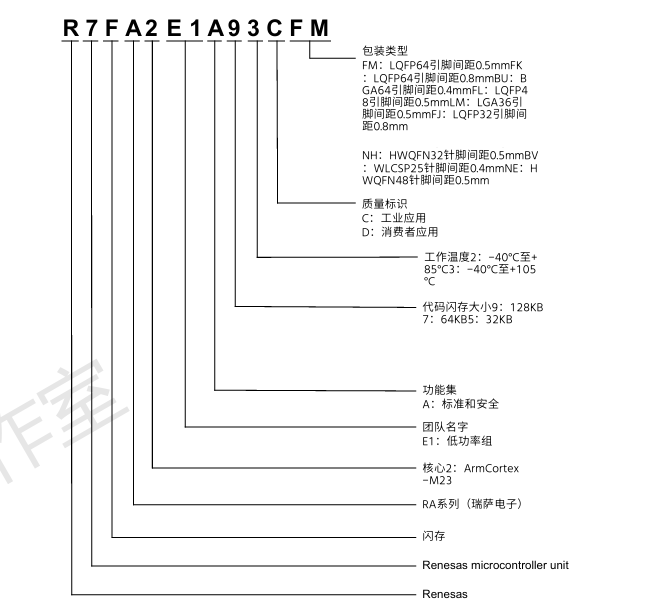 R 7 F A 2 E 1 A 9 3 C F M
包装类型
FM：LQFP64引脚间距0.5mmFK
：LQFP64引脚间距0.8mmBU：B
GA64引脚间距0.4mmFL：LQFP4
8引脚间距0.5mmLM：LGA36引
脚间距0.5mmFJ：LQFP32引脚间
距0.8mm
NH：HWQFN32针脚间距0.5mmBV
：WLCSP25针脚间距0.4mmNE：H
WQFN48针脚间距0.5mm
质量标识
C：工业应用
D：消费者应用
工作温度2：-40℃至+
85℃3：-40℃至+105
℃
代码闪存大小9：128KB
7：64KB5：32KB
功能集
A：标准和安全
团队名字
E1：低功率组
核心2：ArmCortex
-M23
RA系列（瑞萨电子）
闪存
Renesas microcontroller unit
Renesas
作室